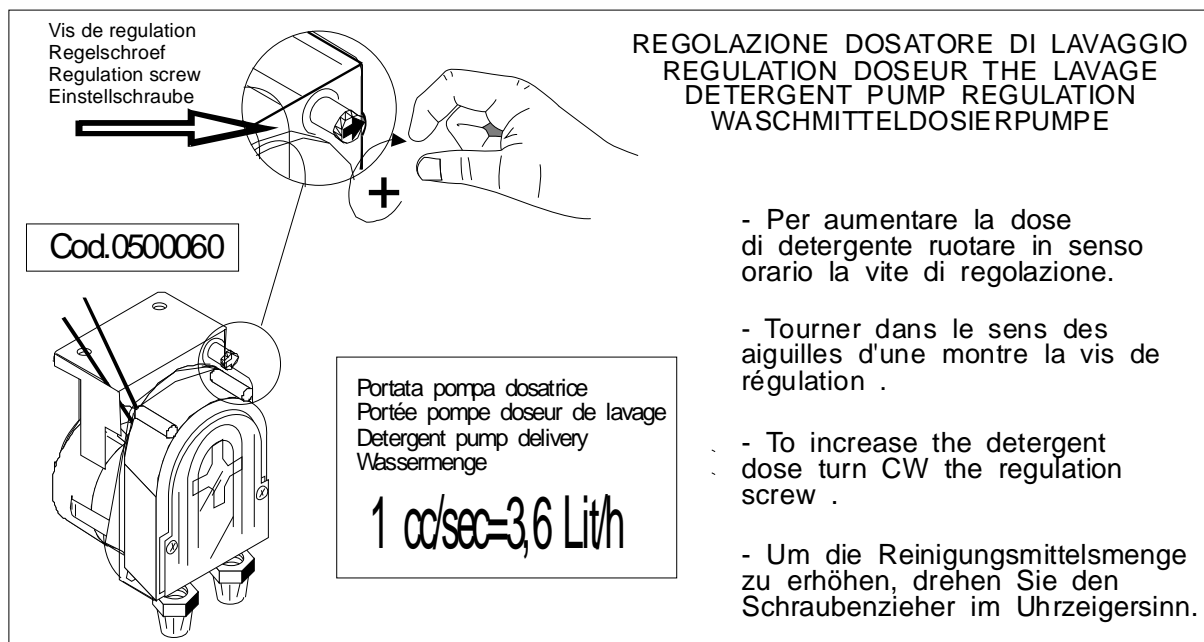 Vis de regulation
Regelschroef
Regulation screw
Einstellschraube
REGOLAZIONE DOSATORE DI LAVAGGIO
REGULATION DOSEUR THE LAVAGE
DETERGENT PUMP REGULATION
WASCHMITTELDOSIERPUMPE
+
Cod.0500060
Portata pompa dosatrice
Portée pompe doseur de lavage
Detergent pump delivery
Wassermenge
1 cc/sec=3,6 Lit/h
- Per aumentare la dose
di detergente ruotare in senso
orario la vite di regolazione.
- Tourner dans le sens des
aiguilles d'une montre la vis de
régulation .
- To increase the detergent
dose turn CW the regulation
screw .
- Um die Reinigungsmittelsmenge
zu erhöhen, drehen Sie den
Schraubenzieher im Uhrzeigersinn.